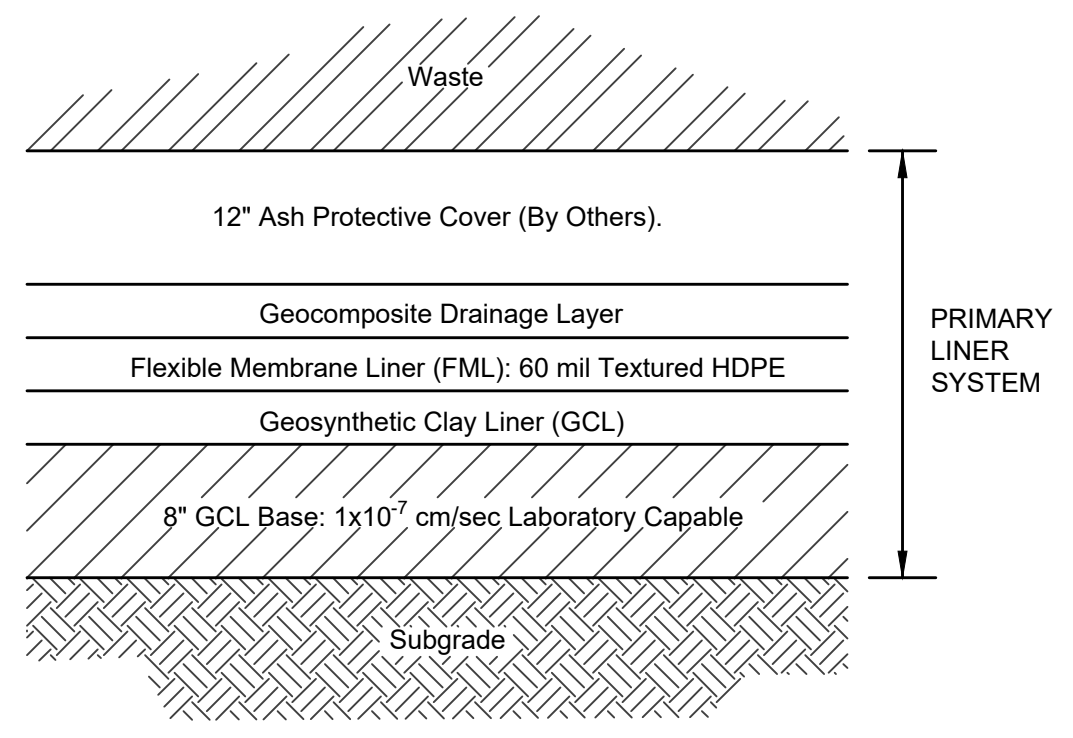 Waste
12" Ash Protective Cover (By Others).
Geocomposite Drainage Layer
Flexible Membrane Liner (FML): 60 mil Textured HDPE
Geosynthetic Clay Liner (GCL)
8" GCL Base: 1x10⁻⁷ cm/sec Laboratory Capable
Subgrade
PRIMARY
LINER
SYSTEM